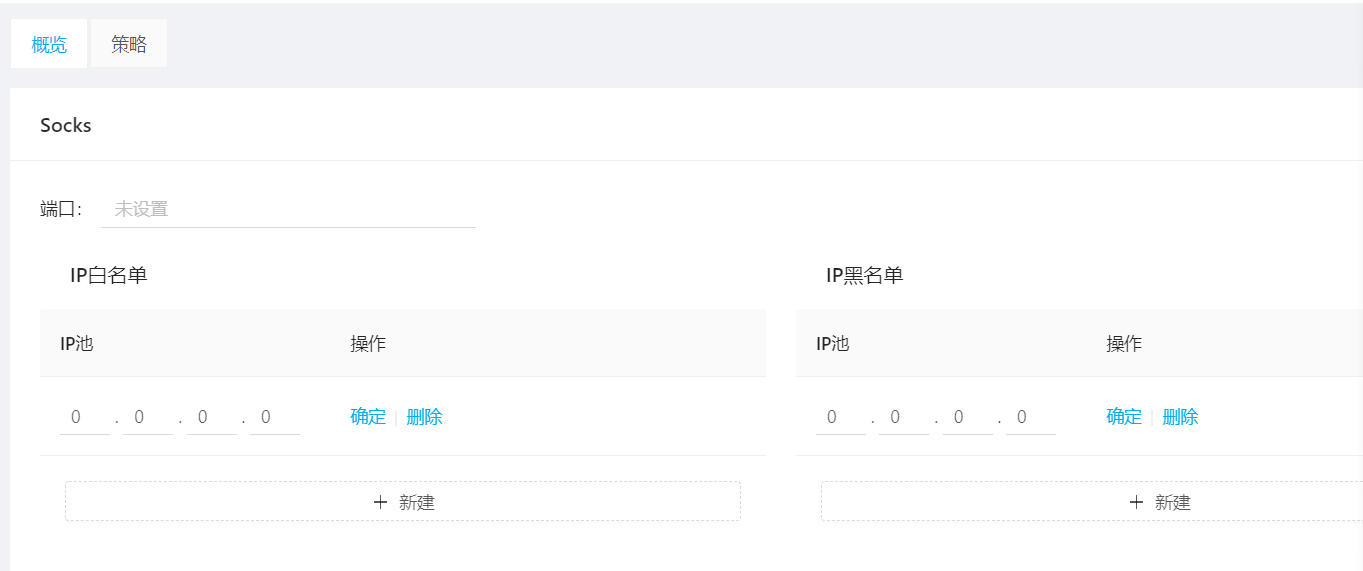 概览 策略
Socks
端口： 未设置
IP白名单 IP黑名单
IP池 操作 IP池 操作
0 . 0 . 0 . 0 确定 | 删除 0 . 0 . 0 . 0 确定 | 删除
+ 新建 + 新建